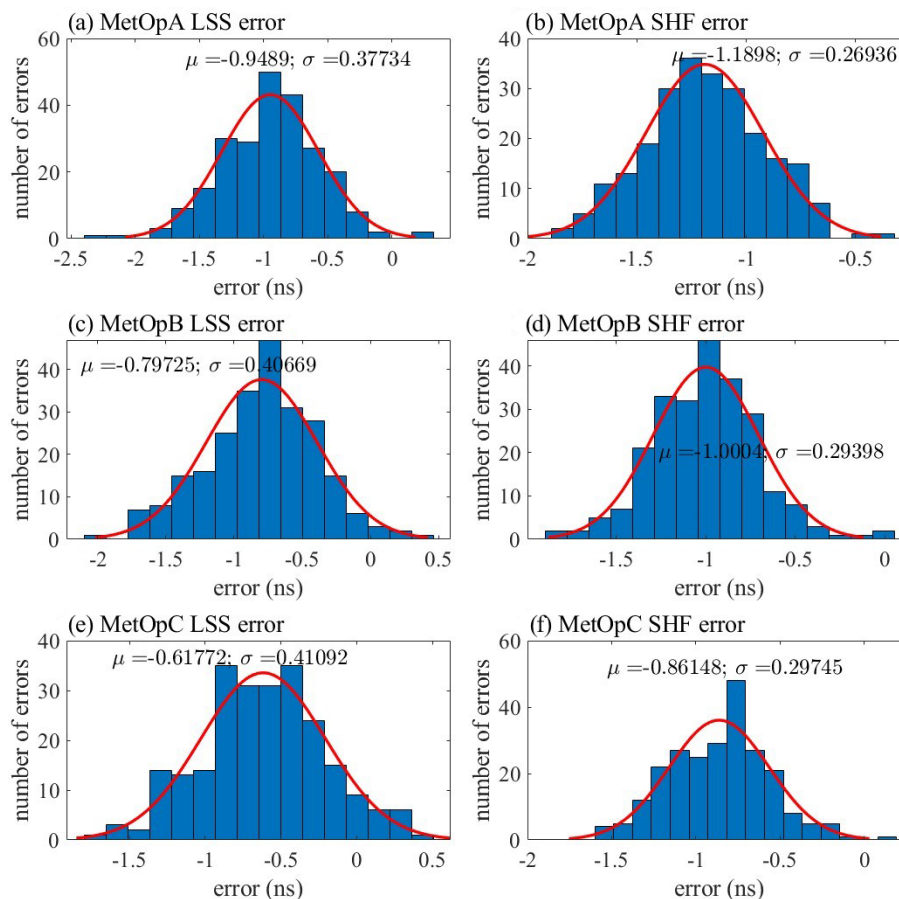 (a) MetOpA LSS error
μ =-0.9489; σ =0.37734
60
40
20
0
number of errors
-2.5 -2 -1.5 -1 -0.5 0
error (ns)
(b) MetOpA SHF error
μ =-1.1898; σ =0.26936
40
30
20
10
0
number of errors
-2 -1.5 -1 -0.5
error (ns)
(c) MetOpB LSS error
μ =-0.79725; σ =0.40669
40
30
20
10
0
number of errors
-2 -1.5 -1 -0.5 0
error (ns)
(d) MetOpB SHF error
μ =-1.0004; σ =0.29398
40
30
20
10
0
number of errors
-1.5 -1 -0.5 0
error (ns)
(e) MetOpC LSS error
μ =-0.61772; σ =0.41092
40
30
20
10
0
number of errors
-1.5 -1 -0.5 0 0.5
error (ns)
(f) MetOpC SHF error
μ =-0.86148; σ =0.29745
60
40
20
0
number of errors
-2 -1.5 -1 -0.5 0
error (ns)